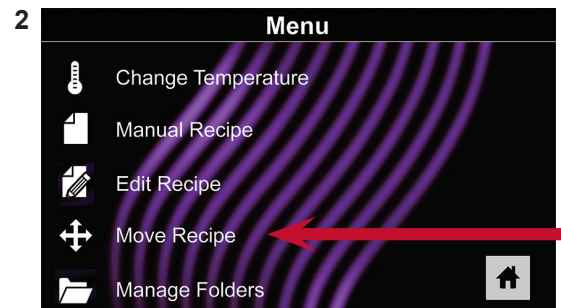 2
Menu
Change Temperature
Manual Recipe
Edit Recipe
Move Recipe
Manage Folders